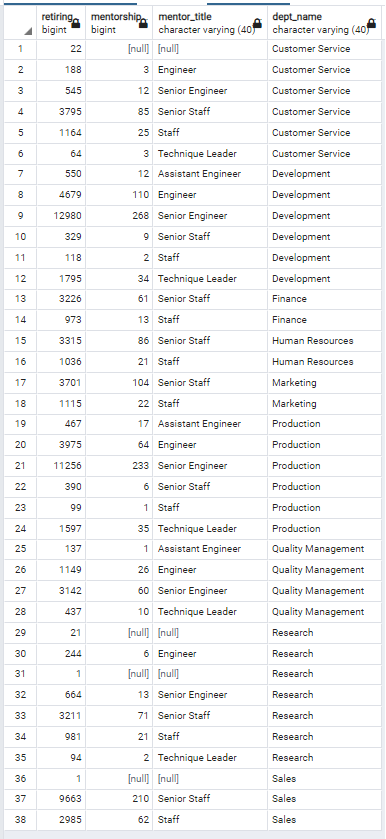 retiring_ mentorship_ mentor_title dept_name
bigint bigint character varying (40) character varying (40)
1 22 [null] [null] Customer Service
2 188 3 Engineer Customer Service
3 545 12 Senior Engineer Customer Service
4 3795 85 Senior Staff Customer Service
5 1164 25 Staff Customer Service
6 64 3 Technique Leader Customer Service
7 550 12 Assistant Engineer Development
8 4679 110 Engineer Development
9 12980 268 Senior Engineer Development
10 329 9 Senior Staff Development
11 118 2 Staff Development
12 1795 34 Technique Leader Development
13 3226 61 Senior Staff Finance
14 973 13 Staff Finance
15 3315 86 Senior Staff Human Resources
16 1036 21 Staff Human Resources
17 3701 104 Senior Staff Marketing
18 1115 22 Staff Marketing
19 467 17 Assistant Engineer Production
20 3975 64 Engineer Production
21 11256 233 Senior Engineer Production
22 390 6 Senior Staff Production
23 99 1 Staff Production
24 1597 35 Technique Leader Production
25 137 1 Assistant Engineer Quality Management
26 1149 26 Engineer Quality Management
27 3142 60 Senior Engineer Quality Management
28 437 10 Technique Leader Quality Management
29 21 [null] [null] Research
30 244 6 Engineer Research
31 1 [null] [null] Research
32 664 13 Senior Engineer Research
33 3211 71 Senior Staff Research
34 981 21 Staff Research
35 94 2 Technique Leader Research
36 1 [null] [null] Sales
37 9663 210 Senior Staff Sales
38 2985 62 Staff Sales